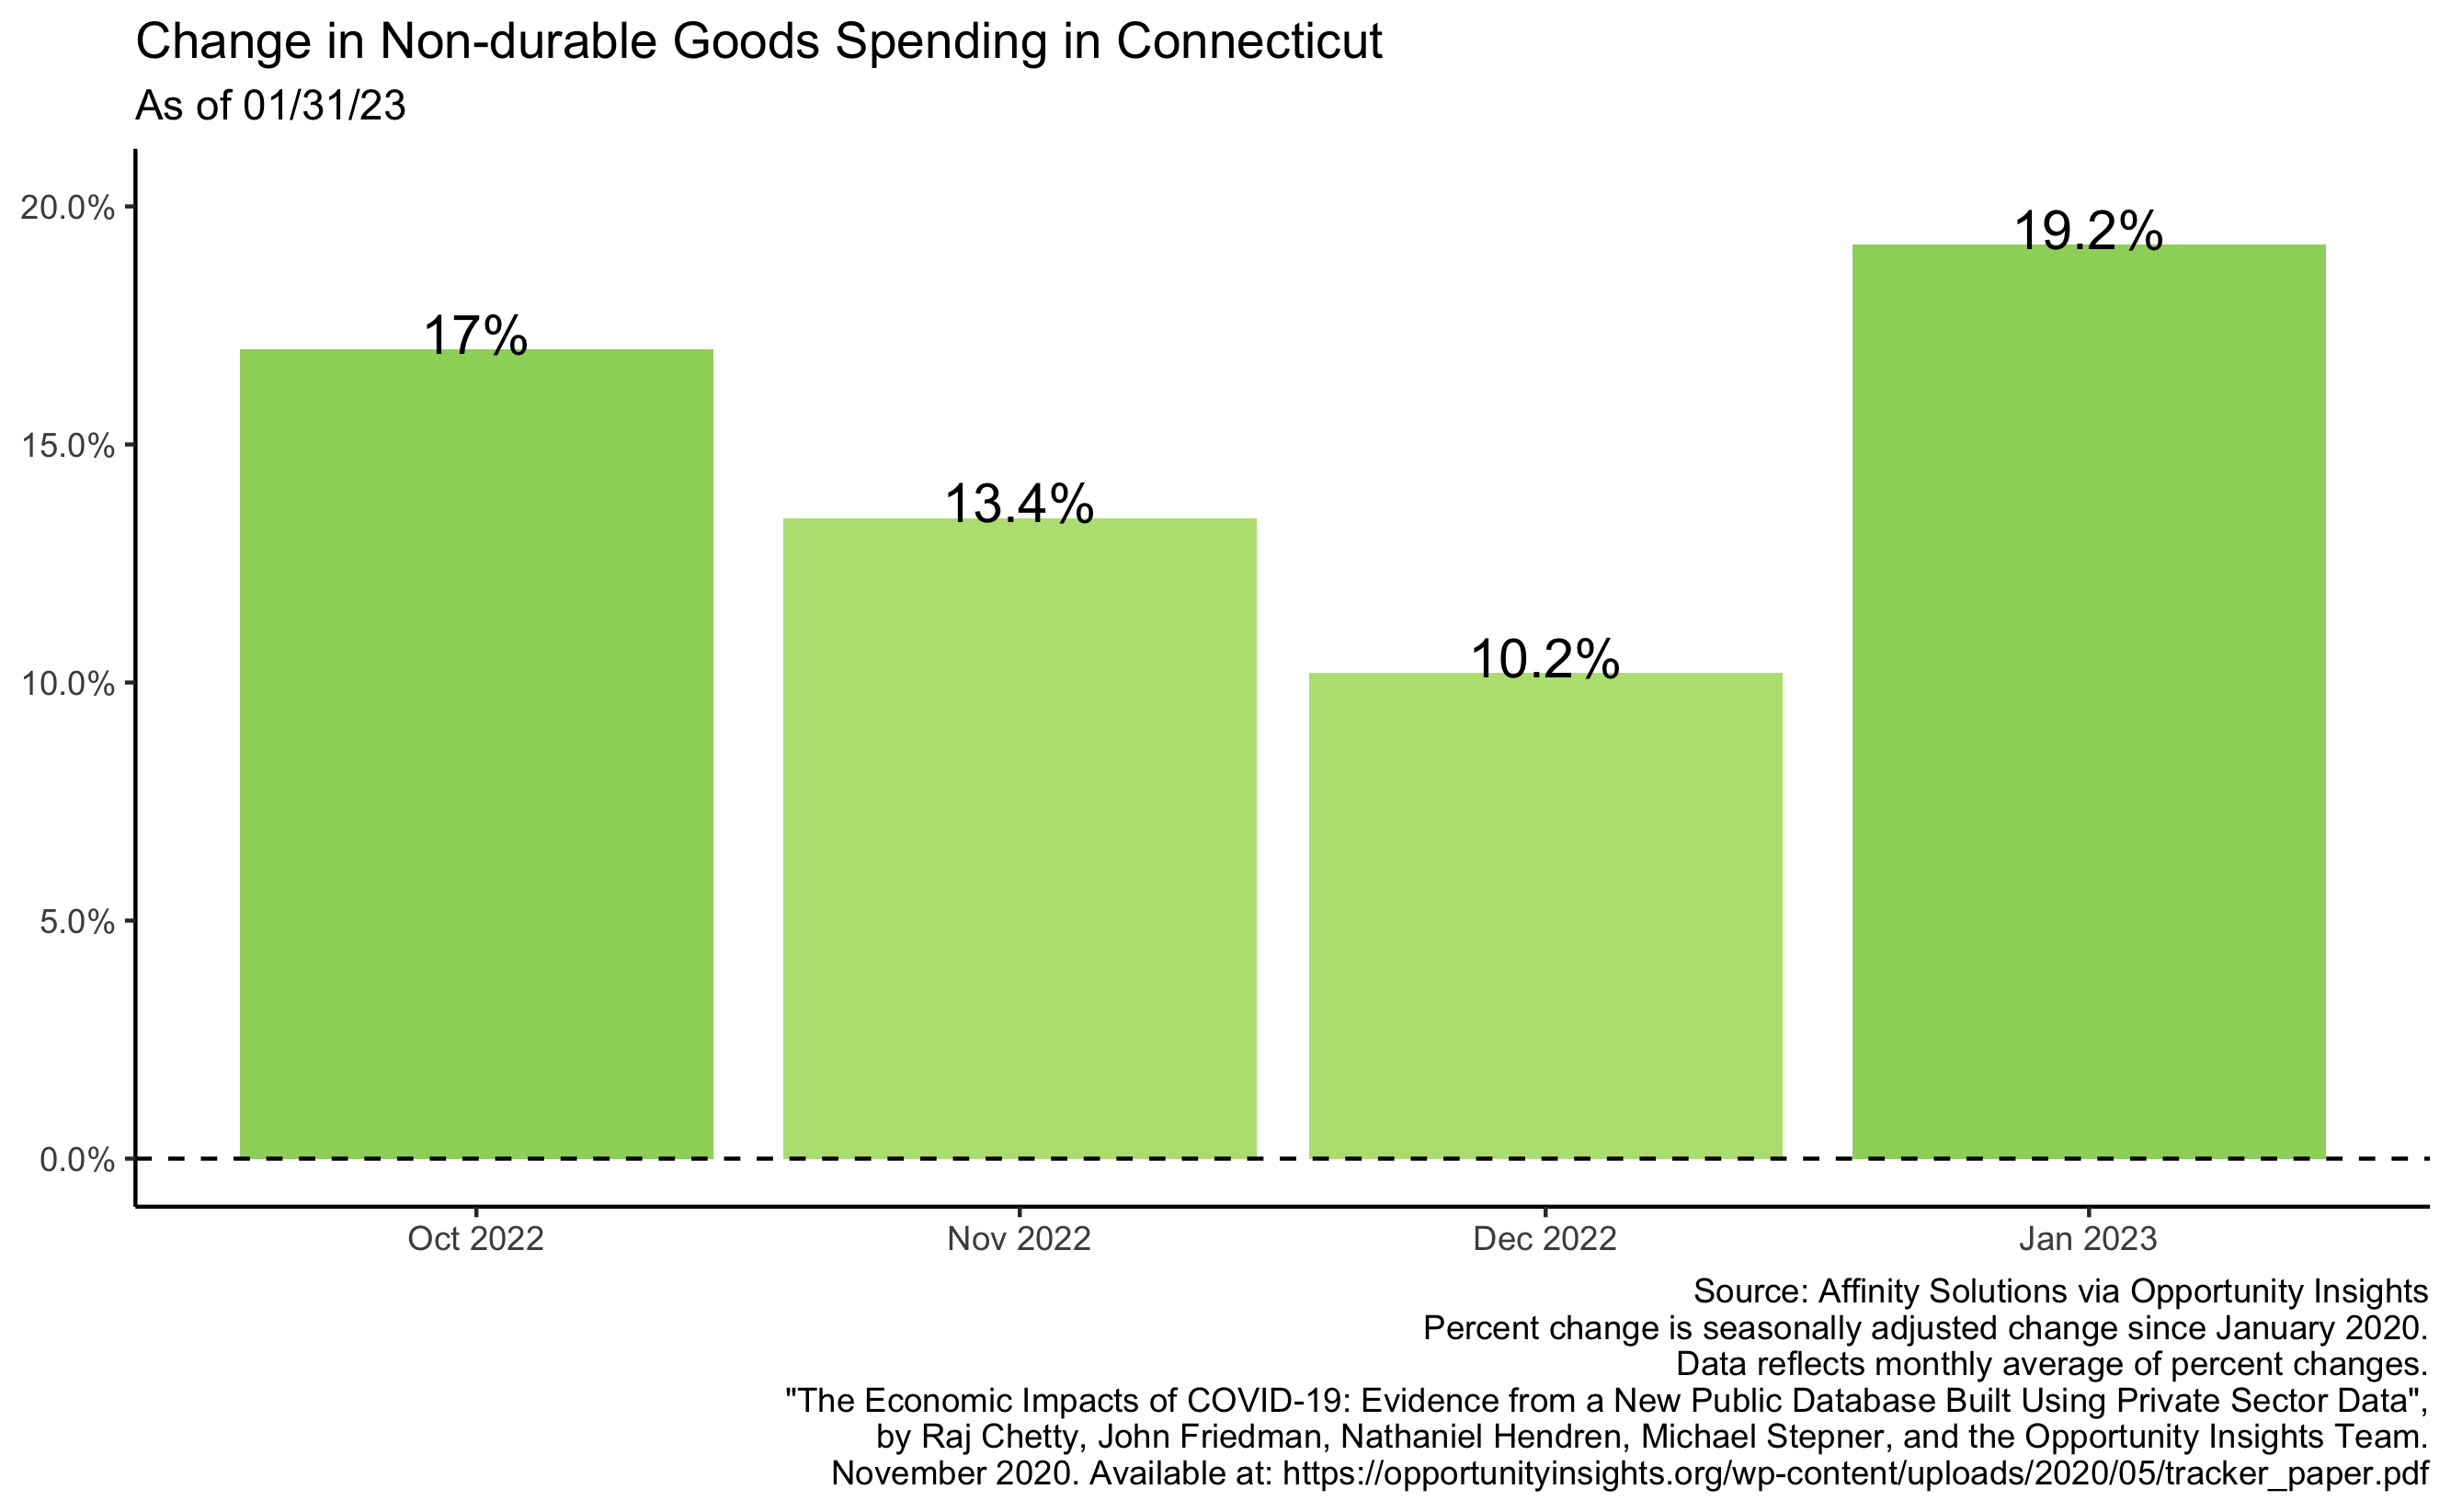 Change in Non-durable Goods Spending in Connecticut
As of 01/31/23
20.0%
15.0%
10.0%
5.0%
0.0%
17%
13.4%
10.2%
19.2%
Oct 2022
Nov 2022
Dec 2022
Jan 2023
Source: Affinity Solutions via Opportunity Insights
Percent change is seasonally adjusted change since January 2020.
Data reflects monthly average of percent changes.
"The Economic Impacts of COVID-19: Evidence from a New Public Database Built Using Private Sector Data",
by Raj Chetty, John Friedman, Nathaniel Hendren, Michael Stepner, and the Opportunity Insights Team.
November 2020. Available at: https://opportunityinsights.org/wp-content/uploads/2020/05/tracker_paper.pdf